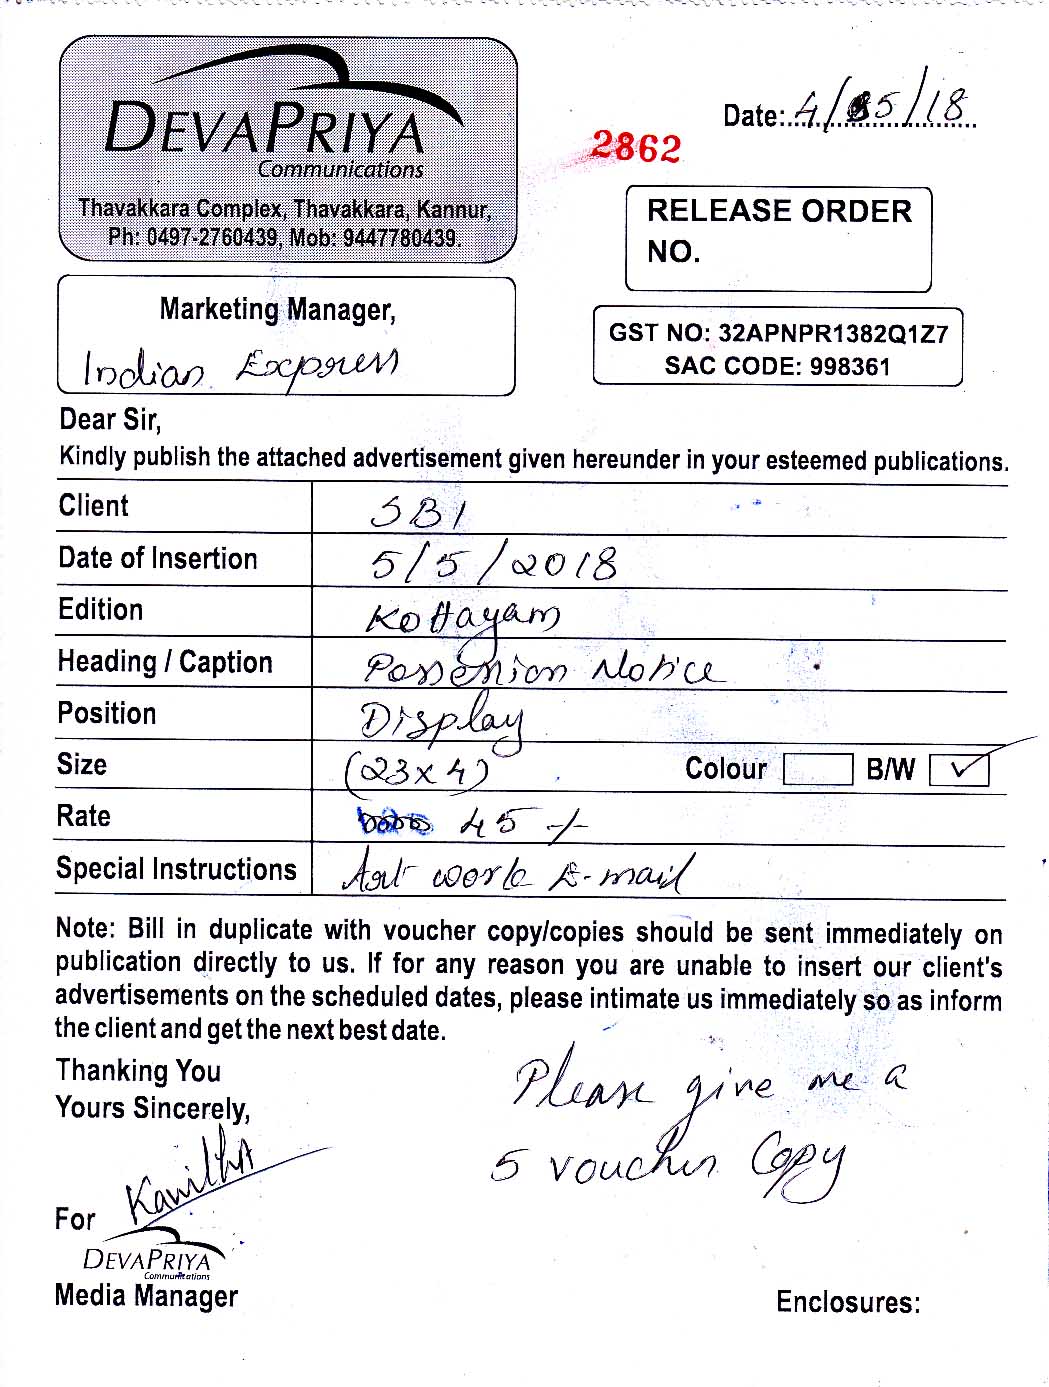 DEVAPRIYA
Communications
Thavakkara Complex, Thavakkara, Kannur,
Ph: 0497-2760439, Mob: 9447780439.
Date: 4/05/18
2862
RELEASE ORDER
NO.
Marketing Manager,
Indian Express
GST NO: 32APNPR1382Q1Z7
SAC CODE: 998361
Dear Sir,
Kindly publish the attached advertisement given hereunder in your esteemed publications.
Client SBI
Date of Insertion 5/5/2018
Edition Kottayam
Heading / Caption Possession Notice
Position Display
Size (23x4) Colour B/W ✓
Rate 45-/-
Special Instructions Art work E-mail
Note: Bill in duplicate with voucher copy/copies should be sent immediately on
publication directly to us. If for any reason you are unable to insert our client's
advertisements on the scheduled dates, please intimate us immediately so as inform
the client and get the next best date.
Thanking You
Yours Sincerely,
Please give me a
5 voucher Copy
For
DEVAPRIYA
Communications
Media Manager
Enclosures: